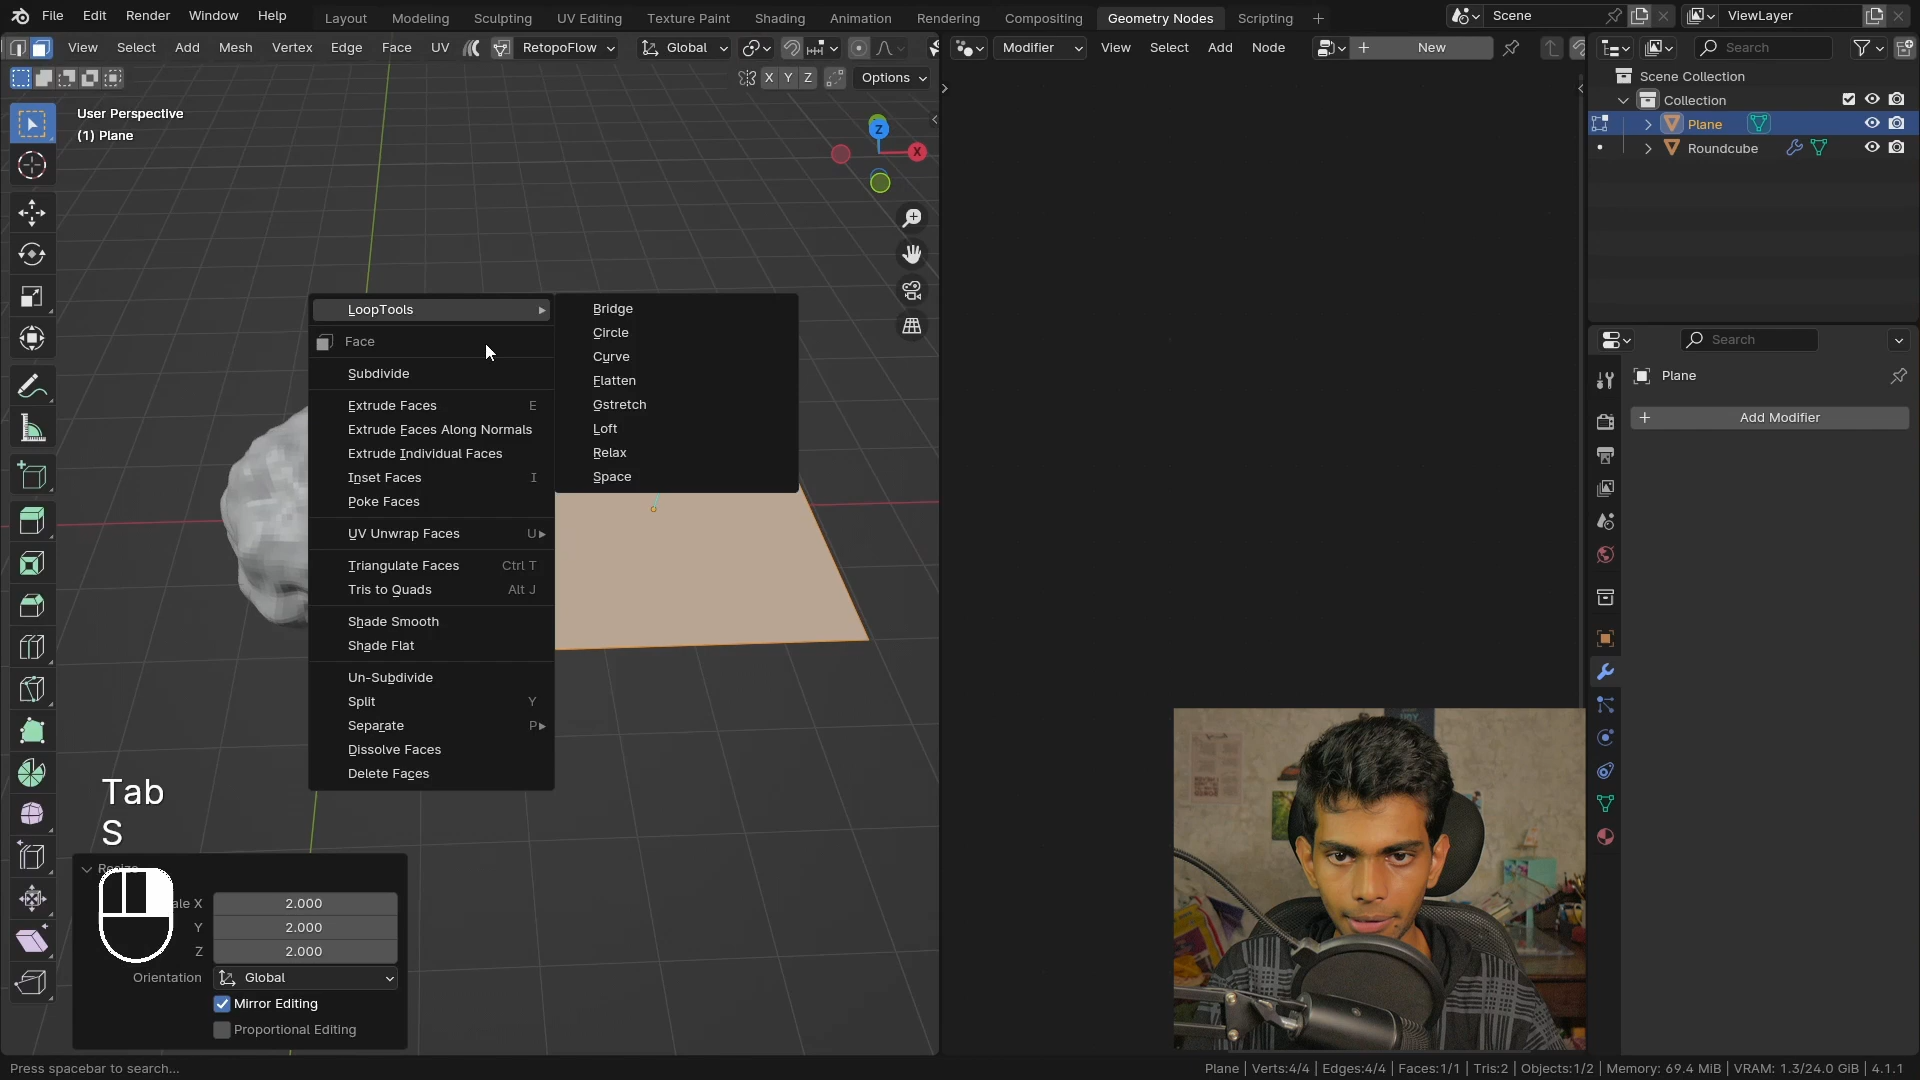 File Edit Render Window Help Layout Modeling Sculpting UV Editing Texture Paint Shading Animation Rendering Compositing Geometry Nodes Scripting Scene ViewLayer
View Select Add Mesh Vertex Edge Face UV RetopoFlow Global
Modifier View Select Add Node New
Search
X Y Z Options
Scene Collection
Collection
Plane
Roundcube
User Perspective
(1) Plane
Z
X
LoopTools
Face
Subdivide
Extrude Faces E
Extrude Faces Along Normals
Extrude Individual Faces
Inset Faces I
Poke Faces
UV Unwrap Faces U
Triangulate Faces Ctrl T
Tris to Quads Alt J
Shade Smooth
Shade Flat
Un-Subdivide
Split Y
Separate P
Dissolve Faces
Delete Faces
Bridge
Circle
Curve
Flatten
Gstretch
Loft
Relax
Space
Search
Plane
Add Modifier
Tab
S
ale X 2.000
Y 2.000
Z 2.000
Orientation Global
Mirror Editing
Proportional Editing
Press spacebar to search...
Plane | Verts:4/4 | Edges:4/4 | Faces:1/1 | Tris:2 | Objects:1/2 | Memory: 69.4 MiB | VRAM: 1.3/24.0 GiB | 4.1.1